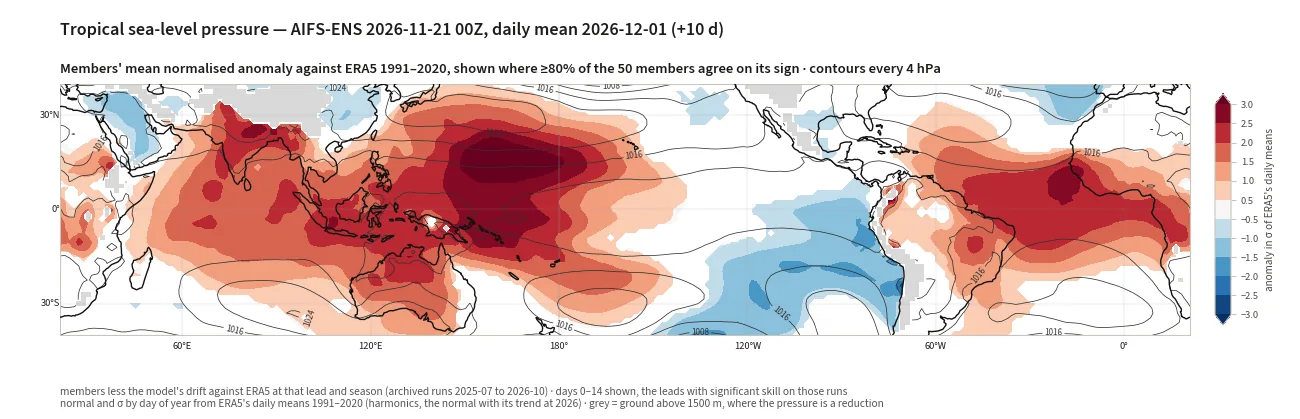 Tropical sea-level pressure — AIFS-ENS 2026-11-21 00Z, daily mean 2026-12-01 (+10 d)
Members' mean normalised anomaly against ERA5 1991–2020, shown where ≥80% of the 50 members agree on its sign · contours every 4 hPa
1024
1016
1008
1016
30°N
1016
1016
1016
0°
1016
30°S
1024
1016
1016
1008
1016
1016
60°E
120°E
180°
120°W
60°W
0°
3.0
2.5
2.0
1.5
1.0
0.5
−0.5
−1.0
−1.5
−2.0
−2.5
−3.0
anomaly in σ of ERA5's daily means
members less the model's drift against ERA5 at that lead and season (archived runs 2025-07 to 2026-10) · days 0–14 shown, the leads with significant skill on those runs
normal and σ by day of year from ERA5's daily means 1991–2020 (harmonics, the normal with its trend at 2026) · grey = ground above 1500 m, where the pressure is a reduction